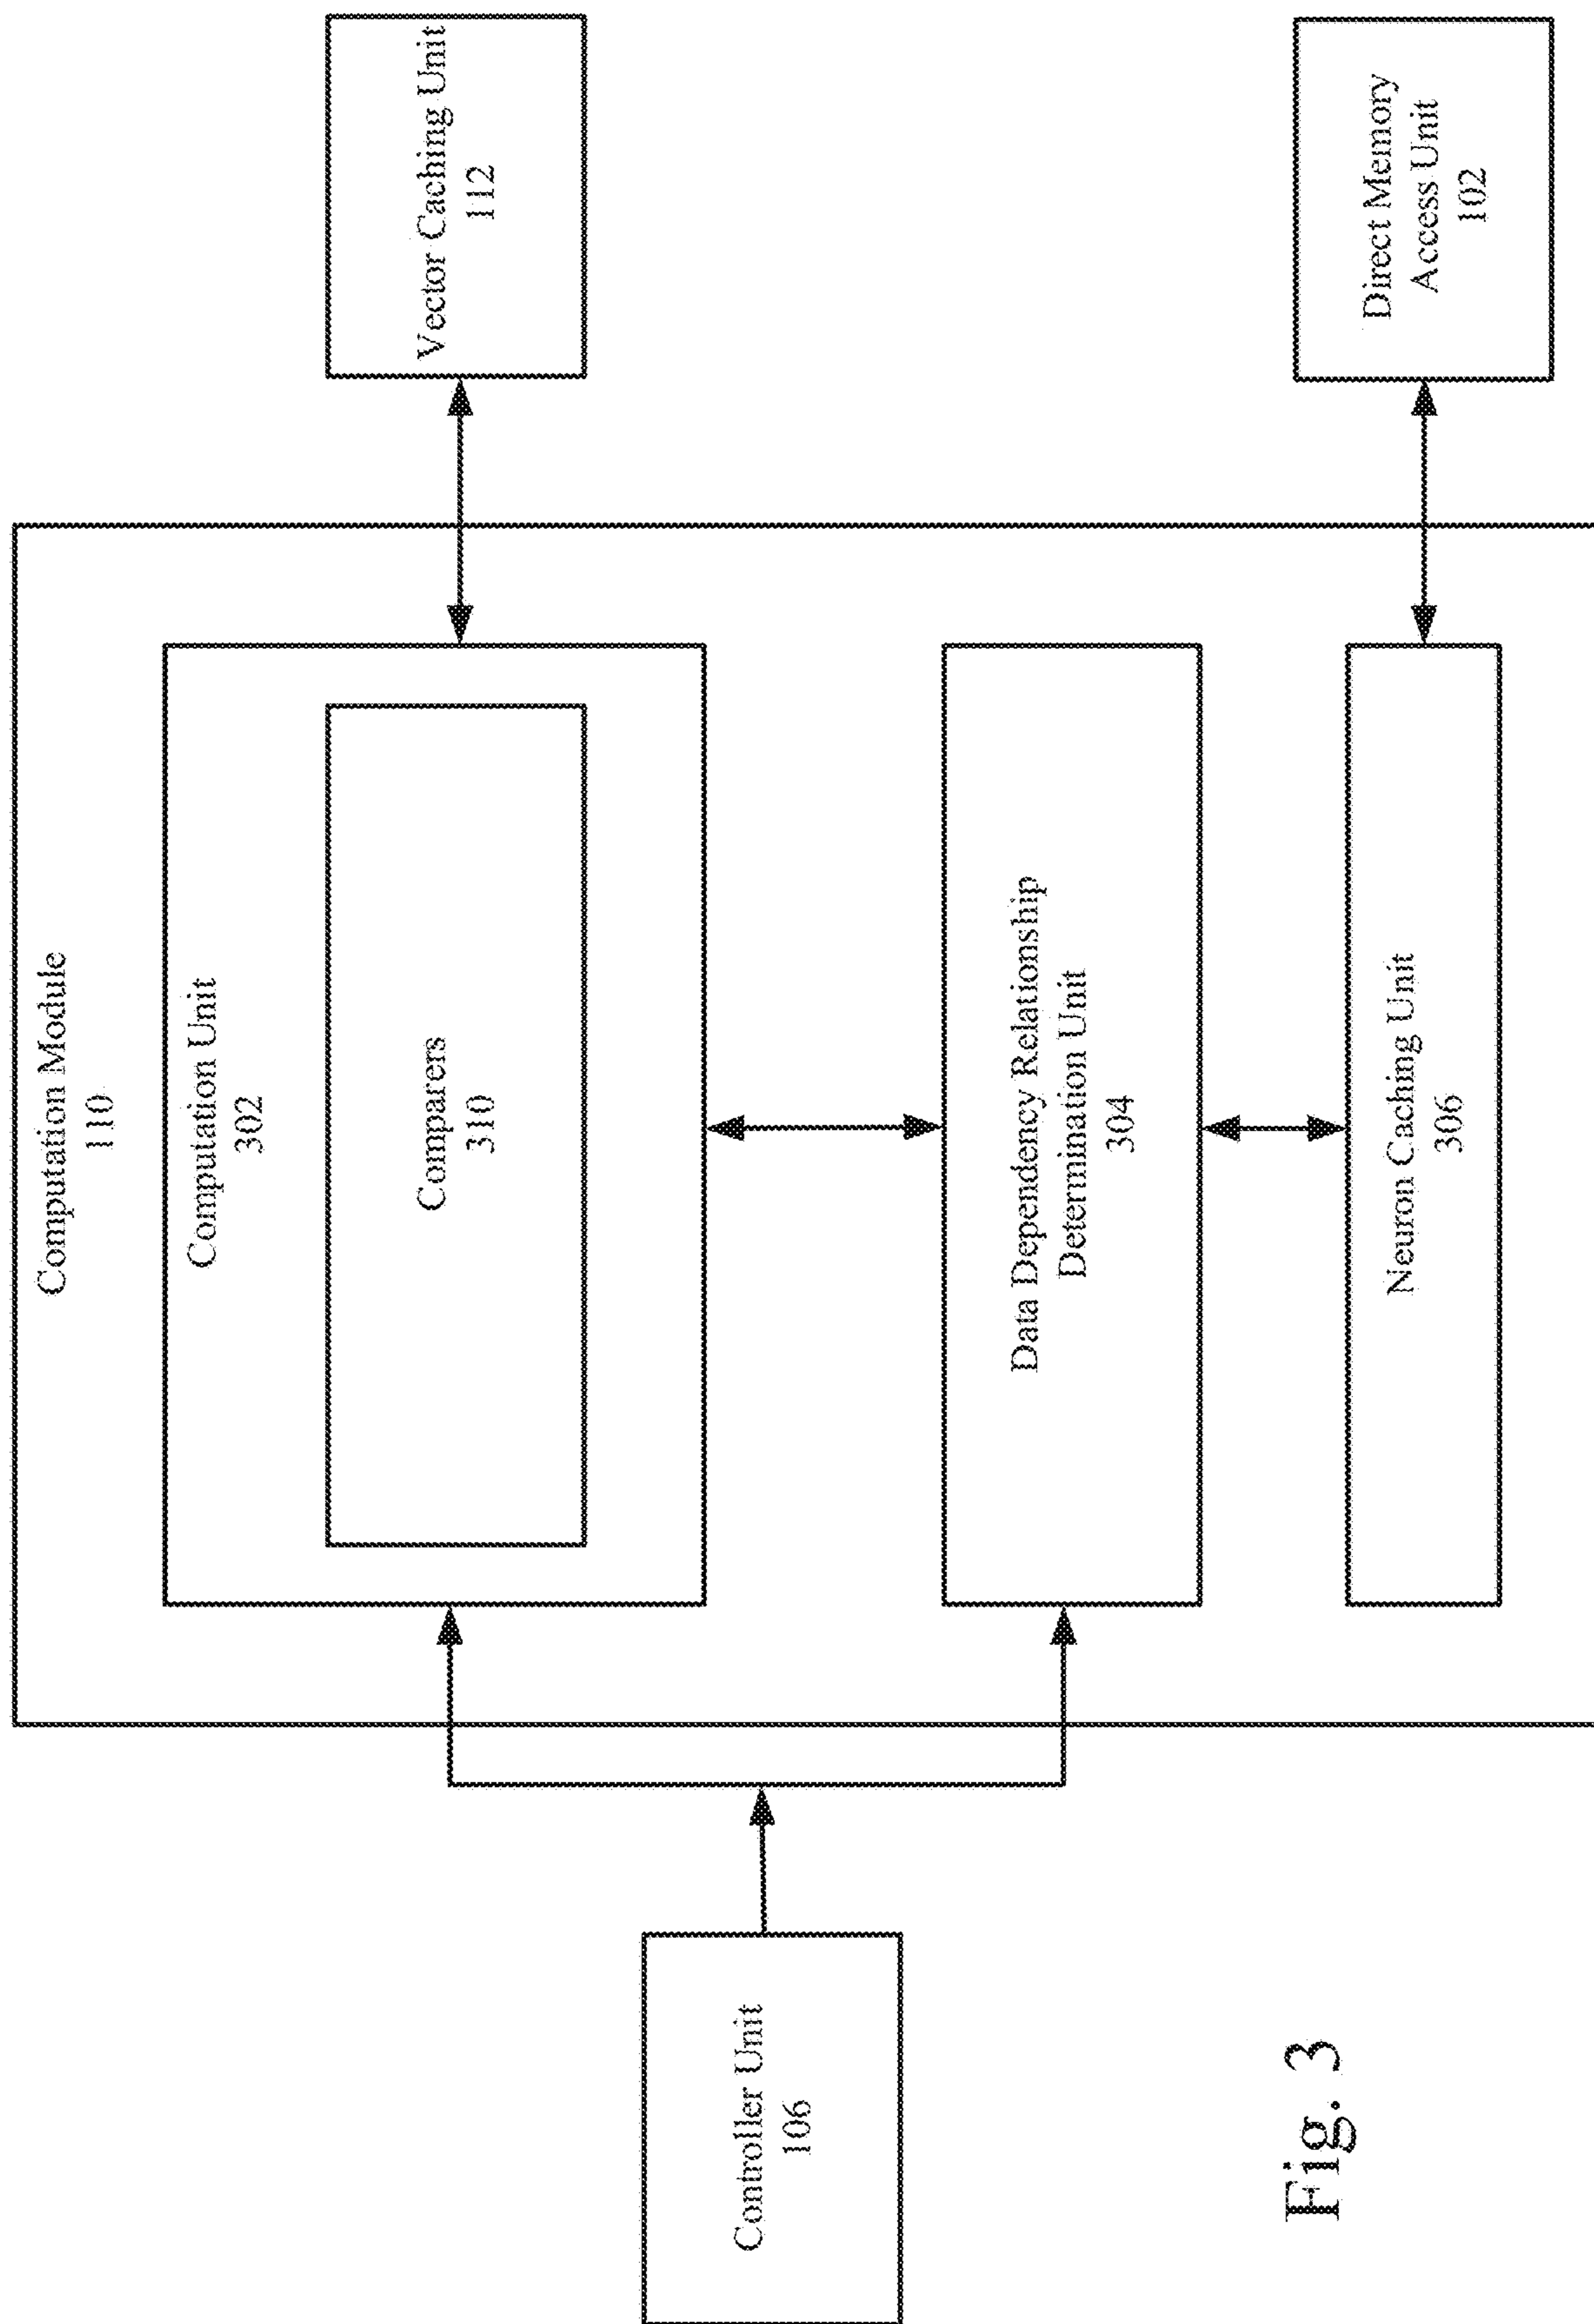 Computation Module
110
Computation Unit
302
Comparers
310
Vector Caching Unit
112
Controller Unit
106
Data Dependency Relationship
Determination Unit
304
Neuron Caching Unit
306
Direct Memory
Access Unit
102
Fig. 3